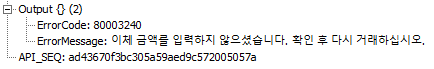 Output {} (2)
ErrorCode: 80003240
ErrorMessage: 이체 금액을 입력하지 않으셨습니다. 확인 후 다시 거래하십시오.
API_SEQ: ad43670f3bc305a59aed9c572005057a